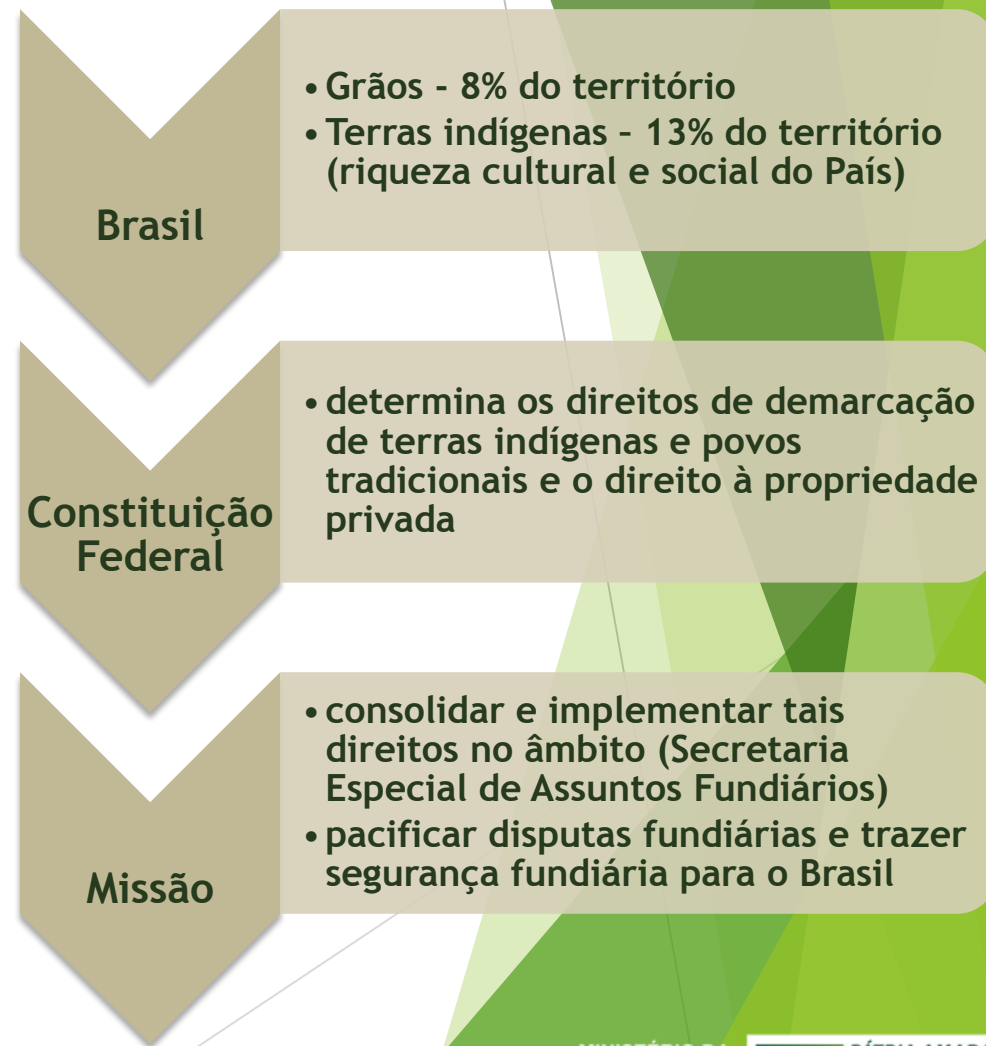 Brasil
• Grãos - 8% do território
• Terras indígenas – 13% do território
(riqueza cultural e social do País)
Constituição
Federal
• determina os direitos de demarcação
de terras indígenas e povos
tradicionais e o direito à propriedade
privada
Missão
• consolidar e implementar tais
direitos no âmbito (Secretaria
Especial de Assuntos Fundiários)
• pacificar disputas fundiárias e trazer
segurança fundiária para o Brasil